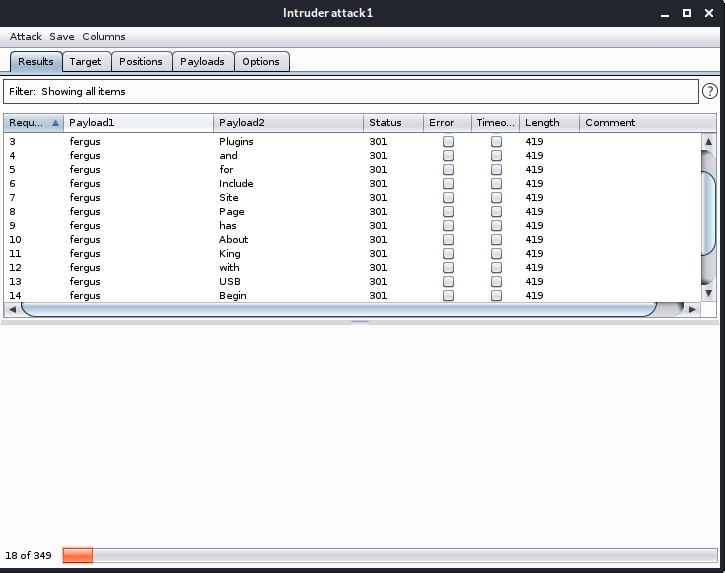 Intruder attack1
Attack Save Columns
Results Target Positions Payloads Options
Filter: Showing all items ?
Requ... Payload1 Payload2 Status Error Timeo... Length Comment
3 fergus Plugins 301 419
4 fergus and 301 419
5 fergus for 301 419
6 fergus Include 301 419
7 fergus Site 301 419
8 fergus Page 301 419
9 fergus has 301 419
10 fergus About 301 419
11 fergus King 301 419
12 fergus with 301 419
13 fergus USB 301 419
14 fergus Begin 301 419
18 of 349